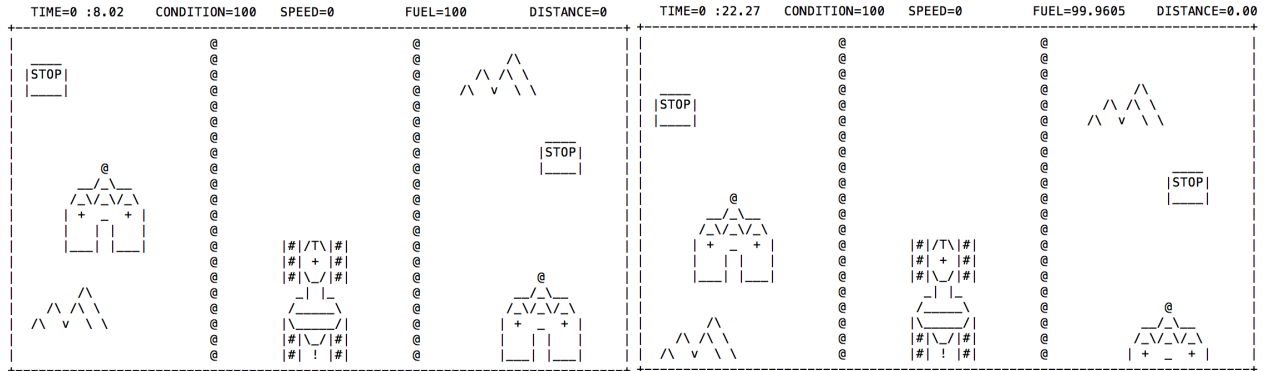 TIME=0 :8.02 CONDITION=100 SPEED=0 FUEL=100 DISTANCE=0
STOP
STOP
TIME=0 :22.27 CONDITION=100 SPEED=0 FUEL=99.9605 DISTANCE=0.00
STOP
STOP